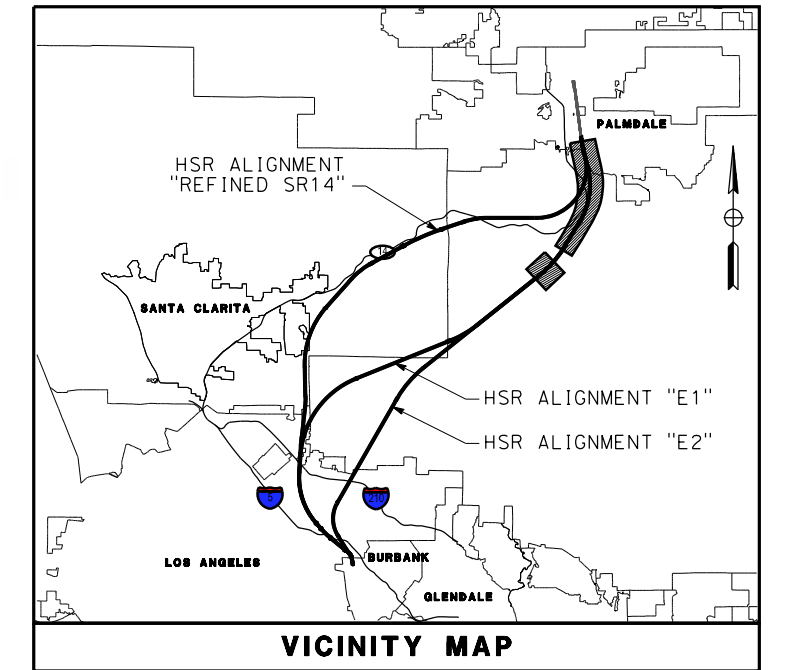 PALMDALE
HSR ALIGNMENT
"REFINED SR14"
14
SANTA CLARITA
HSR ALIGNMENT "E1"
HSR ALIGNMENT "E2"
5
210
LOS ANGELES
BURBANK
GLENDALE
VICINITY MAP